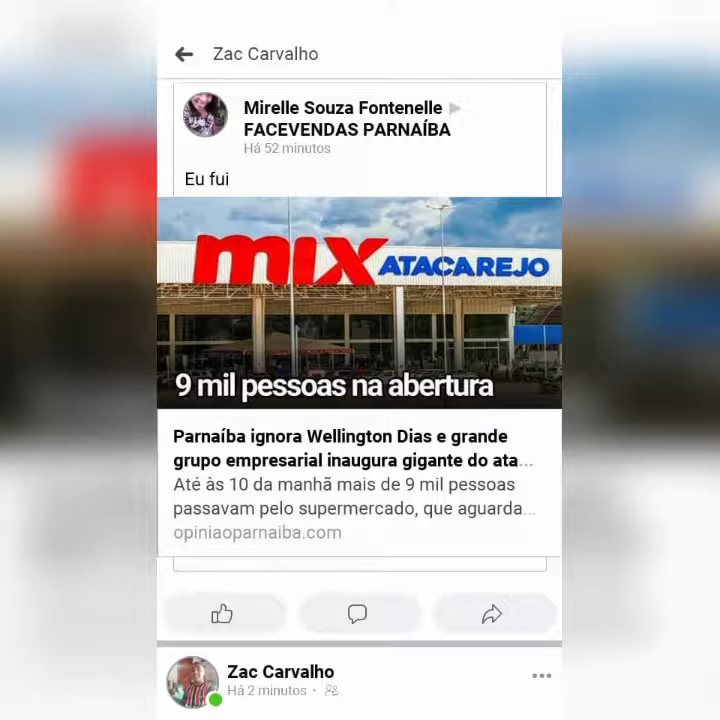 Zac Carvalho
Mirelle Souza Fontenelle
FACEVENDAS PARNAÍBA
Há 52 minutos
Eu fui
mix ATACAREJO
9 mil pessoas na abertura
Parnaíba ignora Wellington Dias e grande
grupo empresarial inaugura gigante do ata...
Até às 10 da manhã mais de 9 mil pessoas
passavam pelo supermercado, que aguarda...
opiniaoparnaiba.com
Zac Carvalho
Há 2 minutos ·